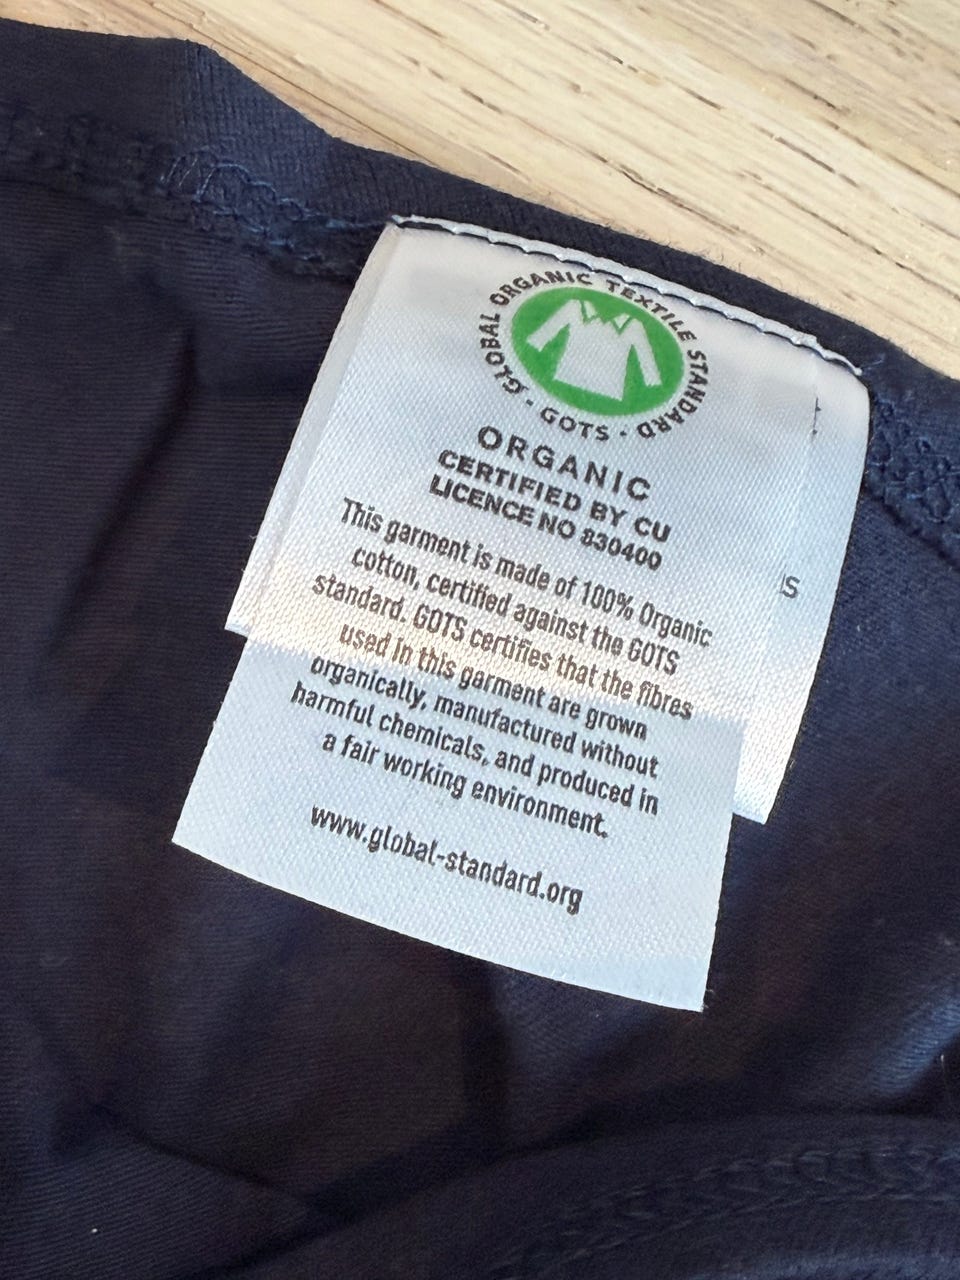 GLOBAL ORGANIC TEXTILE STANDARD · GOTS ·
ORGANIC
CERTIFIED BY CU
LICENCE NO 830400
This garment is made of 100% Organic
cotton, certified against the GOTS
standard. GOTS certifies that the fibres
used in this garment are grown
organically, manufactured without
harmful chemicals, and produced in
a fair working environment.
www.global-standard.org